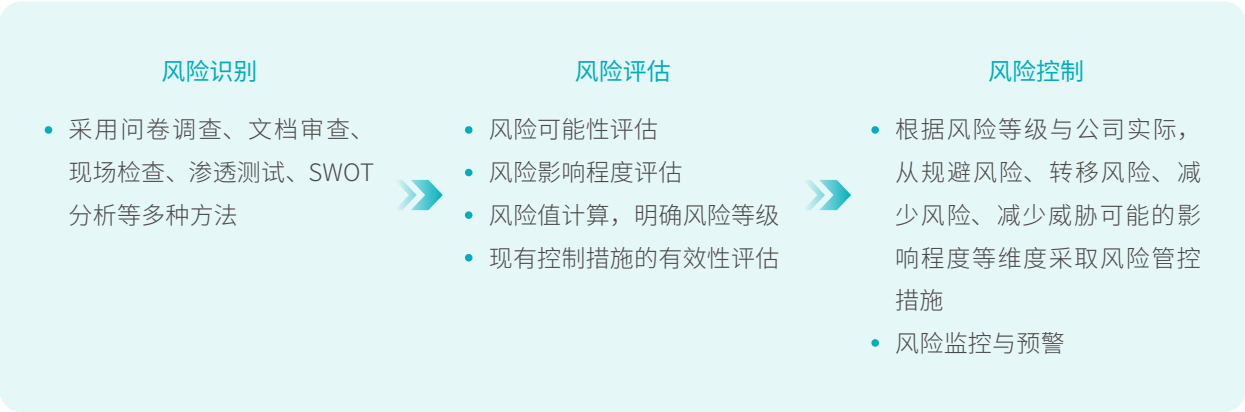 风险识别
采用问卷调查、文档审查、
现场检查、渗透测试、SWOT
分析等多种方法
风险评估
风险可能性评估
风险影响程度评估
风险值计算，明确风险等级
现有控制措施的有效性评估
风险控制
根据风险等级与公司实际，
从规避风险、转移风险、减
少风险、减少威胁可能的影
响程度等维度采取风险管控
措施
风险监控与预警